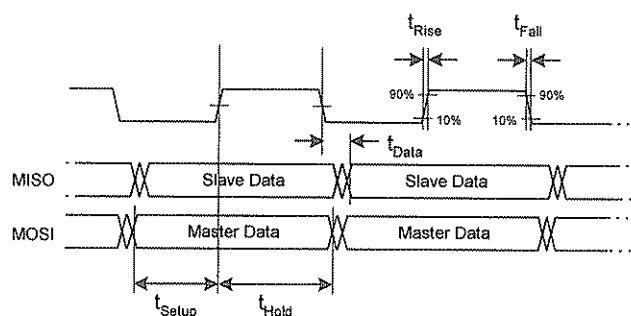 tRise tFall
90% 90%
10% 10%
tData
MISO Slave Data Slave Data
MOSI Master Data Master Data
tSetup tHold